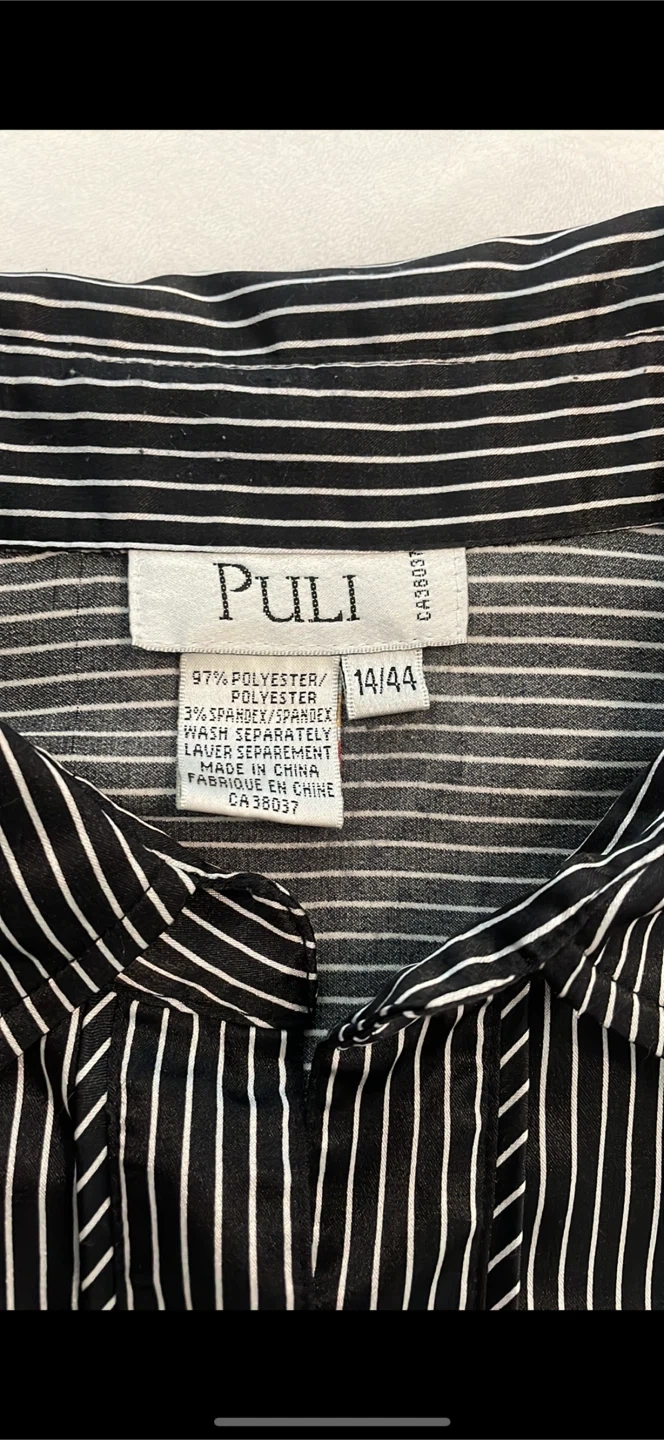 PULI
CA38037
97% POLYESTER/
POLYESTER
3% SPANDEX/SPANDEX
WASH SEPARATELY
LAVER SEPAREMENT
MADE IN CHINA
FABRIQUE EN CHINE
CA38037
14/44